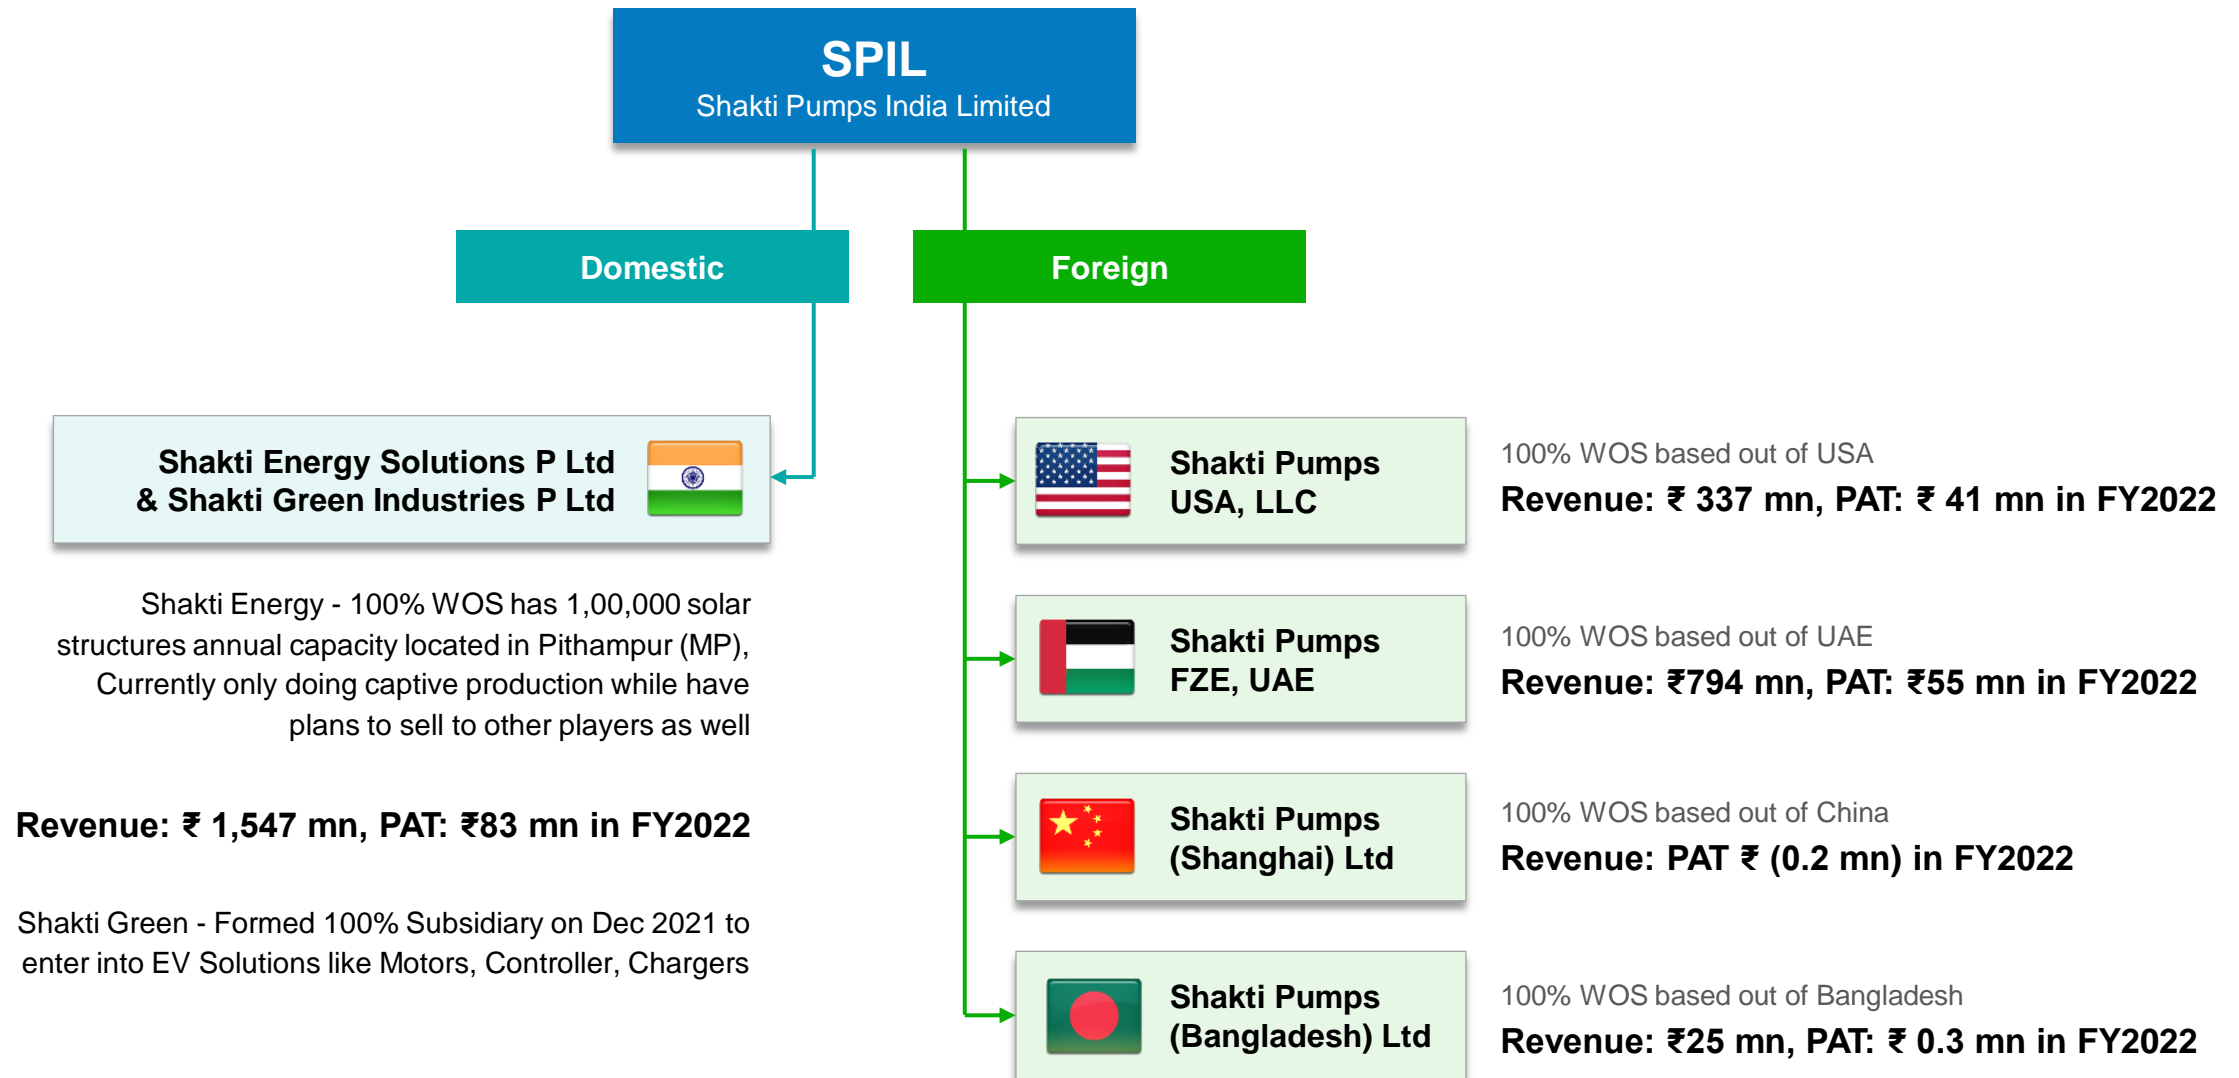 SPIL
Shakti Pumps India Limited
Domestic
Foreign
Shakti Energy Solutions P Ltd
& Shakti Green Industries P Ltd
Shakti Energy - 100% WOS has 1,00,000 solar
structures annual capacity located in Pithampur (MP),
Currently only doing captive production while have
plans to sell to other players as well
Revenue: ₹ 1,547 mn, PAT: ₹83 mn in FY2022
Shakti Green - Formed 100% Subsidiary on Dec 2021 to
enter into EV Solutions like Motors, Controller, Chargers
Shakti Pumps
USA, LLC
100% WOS based out of USA
Revenue: ₹ 337 mn, PAT: ₹ 41 mn in FY2022
Shakti Pumps
FZE, UAE
100% WOS based out of UAE
Revenue: ₹794 mn, PAT: ₹55 mn in FY2022
Shakti Pumps
(Shanghai) Ltd
100% WOS based out of China
Revenue: PAT ₹ (0.2 mn) in FY2022
Shakti Pumps
(Bangladesh) Ltd
100% WOS based out of Bangladesh
Revenue: ₹25 mn, PAT: ₹ 0.3 mn in FY2022